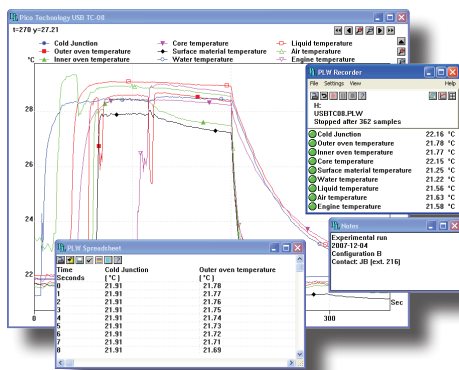 Pico Technology USB TC-08
t=270 y=27.21
Cold Junction
Core temperature
Liquid temperature
Outer oven temperature
Surface material temperature
Air temperature
Inner oven temperature
Water temperature
Engine temperature
°C
28
26
24
22
0
300
Sec
PLW Recorder
File Settings View Help
H:
USBTC08.PLW
Stopped after 362 samples
Cold Junction 22.16 °C
Outer oven temperature 21.78 °C
Inner oven temperature 21.77 °C
Core temperature 22.15 °C
Surface material temperature 21.25 °C
Water temperature 21.22 °C
Liquid temperature 21.56 °C
Air temperature 21.63 °C
Engine temperature 21.58 °C
Notes
Experimental run
2007-12-04
Configuration B
Contact: JB (ext. 216)
PLW Spreadsheet
Time Cold Junction Outer oven temperature
Seconds (°C) (°C)
0 21.91 21.78
1 21.91 21.77
2 21.91 21.76
3 21.91 21.75
4 21.91 21.74
5 21.91 21.73
6 21.91 21.72
7 21.91 21.71
8 21.91 21.69